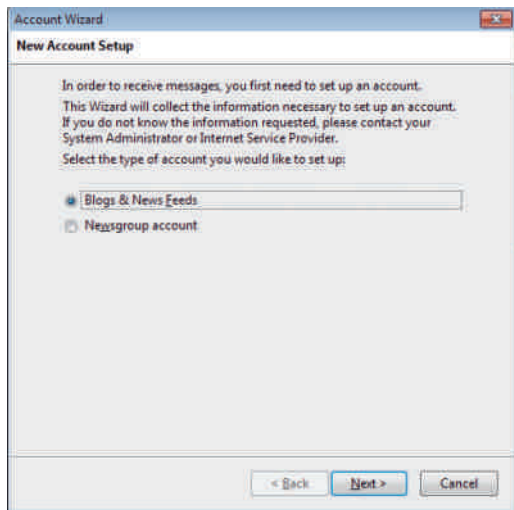 Account Wizard
New Account Setup
In order to receive messages, you first need to set up an account.
This Wizard will collect the information necessary to set up an account.
If you do not know the information requested, please contact your
System Administrator or Internet Service Provider.
Select the type of account you would like to set up:
Blogs & News Feeds
Newsgroup account
< Back Next > Cancel